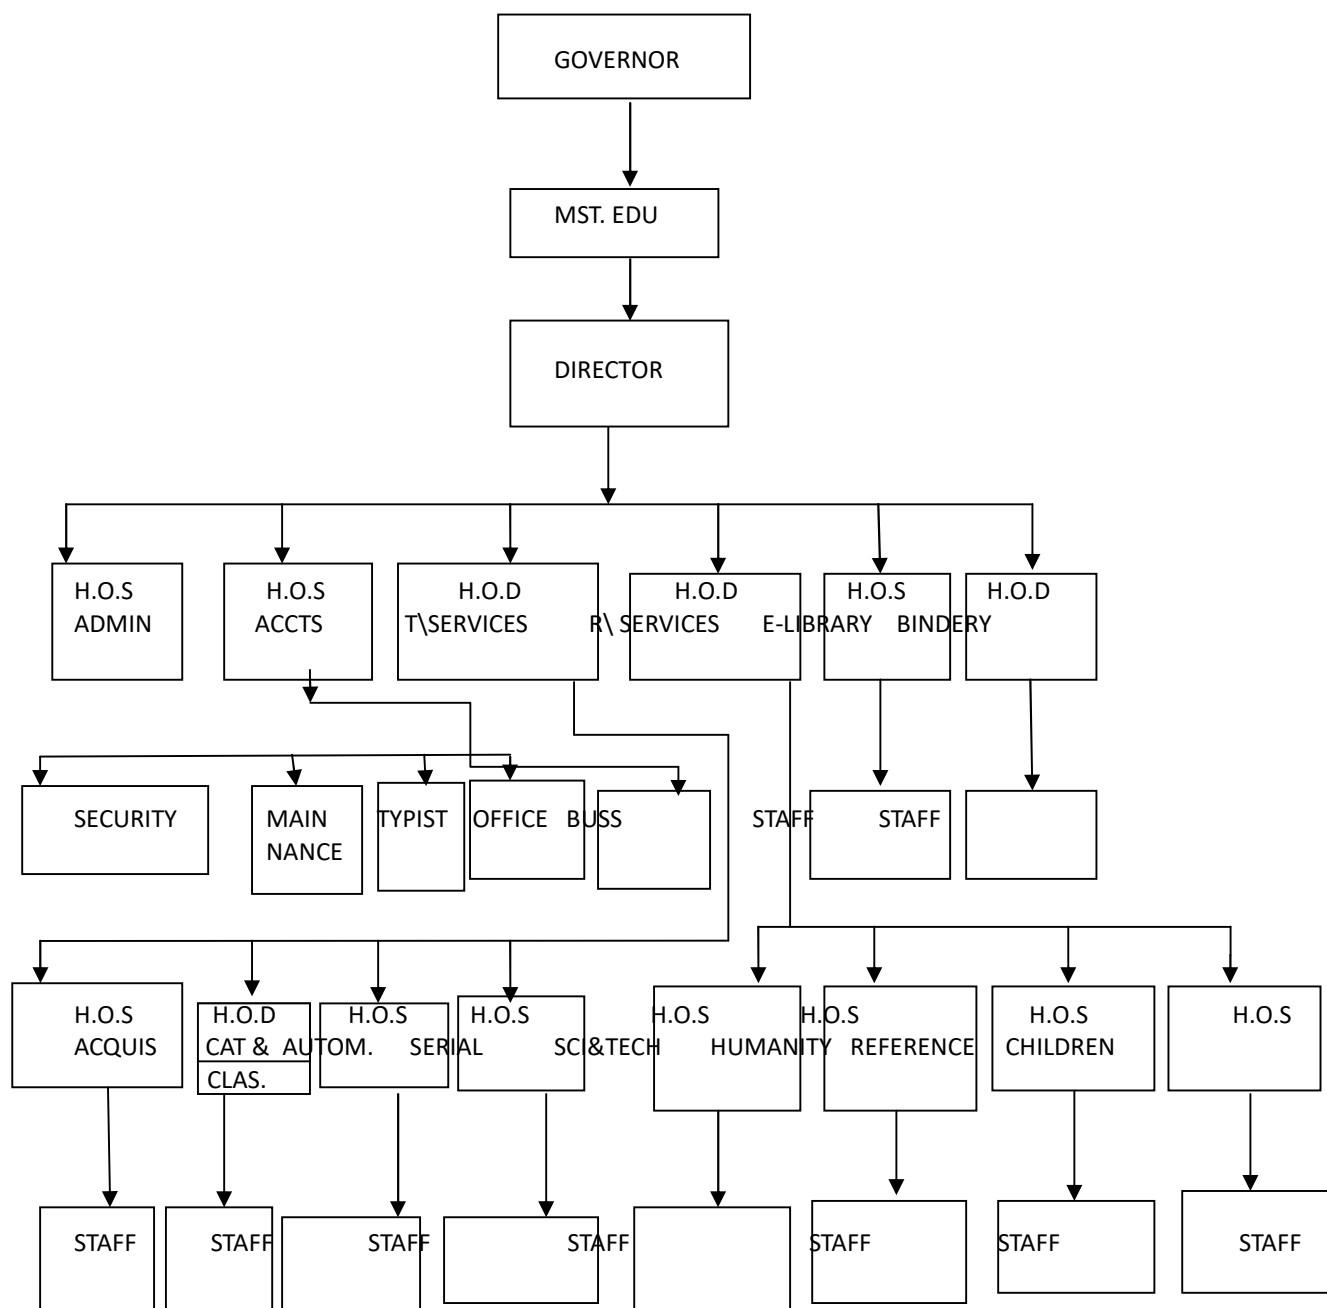 GOVERNOR
MST. EDU
DIRECTOR
H.O.S H.O.S H.O.D H.O.D H.O.S H.O.D
ADMIN ACCTS T\SERVICES R\ SERVICES E-LIBRARY BINDERY
SECURITY MAIN TYPIST OFFICE BUSS STAFF STAFF
NANCE
H.O.S H.O.D H.O.S H.O.S H.O.S H.O.S H.O.S H.O.S
ACQUIS CAT & AUTOM. SERIAL SCI&TECH HUMANITY REFERENCE CHILDREN
CLAS.
STAFF STAFF STAFF STAFF STAFF STAFF STAFF